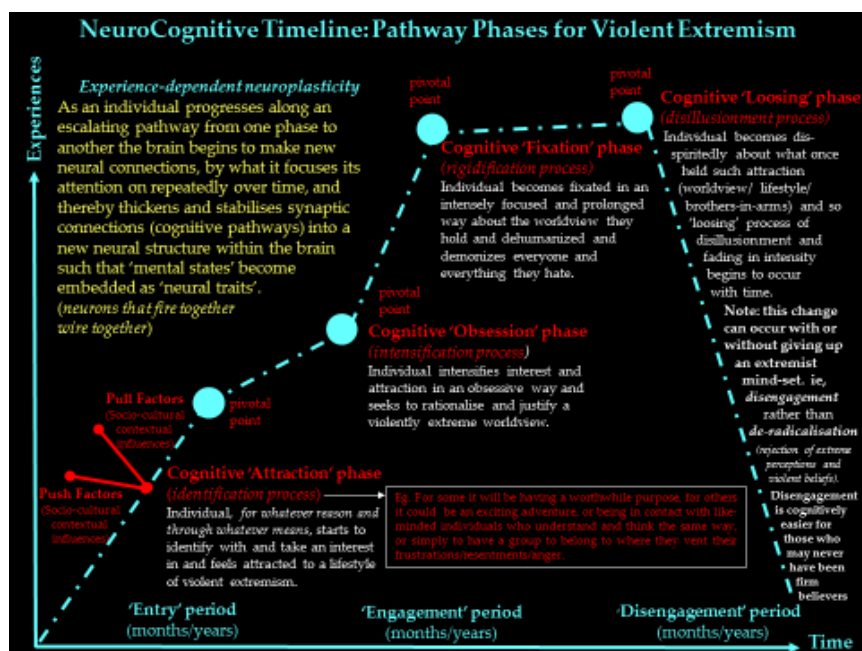 NeuroCognitive Timeline: Pathway Phases for Violent Extremism
Experiences
Experience-dependent neuroplasticity
As an individual progresses along an
escalating pathway from one phase to
another the brain begins to make new
neural connections, by what it focuses its
attention on repeatedly over time, and
thereby thickens and stabilises synaptic
connections (cognitive pathways) into a
new neural structure within the brain
such that 'mental states' become
embedded as 'neural traits'.
(neurons that fire together
wire together)
pivotal
point
Cognitive 'Fixation' phase
(rigidification process)
Individual becomes fixated in an
intensely focused and prolonged
way about the worldview they
hold and dehumanized and
demonizes everyone and
everything they hate.
pivotal
point
Cognitive 'Loosing' phase
(disillusionment process)
Individual becomes dis-
spiritedly about what once
held such attraction
(worldview/ lifestyle/
brothers-in-arms) and so
'loosing' process of
disillusionment and
fading in intensity
begins to occur
with time.
Note: this change
can occur with or
without giving up
an extremist
mind-set. ie,
disengagement
rather than
de-radicalisation
(rejection of extreme
perceptions and
violent beliefs).
Disengagement
is cognitively
easier for
those who
may never
have been
firm
believers
pivotal
point
Cognitive 'Obsession' phase
(intensification process)
Individual intensifies interest and
attraction in an obsessive way and
seeks to rationalise and justify a
violently extreme worldview.
pivotal
point
Pull Factors
(Socio-cultural
contextual
influences)
Push Factors
(Socio-cultural
contextual
influences)
Cognitive 'Attraction' phase
(identification process)
Individual, for whatever reason and
through whatever means, starts to
identify with and take an interest
in and feels attracted to a lifestyle
of violent extremism.
Eg. For some it will be having a worthwhile purpose, for others
it could be an exciting adventure, or being in contact with like-
minded individuals who understand and think the same way,
or simply to have a group to belong to where they vent their
frustrations/resentments/anger.
'Entry' period
(months/years)
'Engagement' period
(months/years)
'Disengagement' period
(months/years)
Time